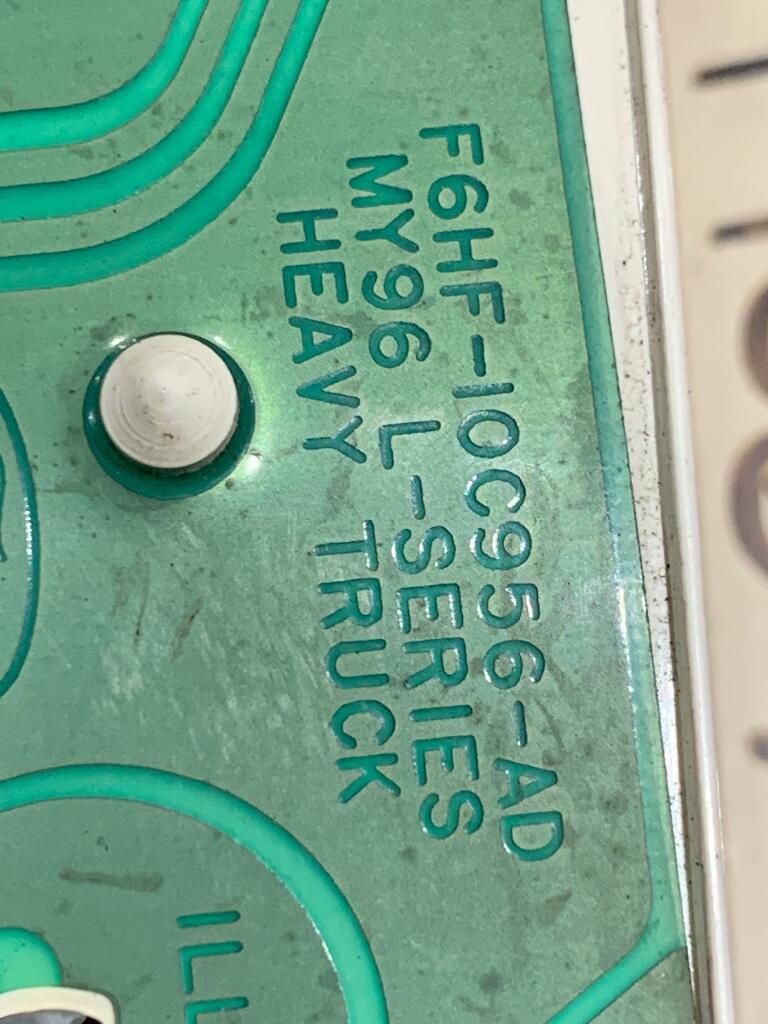 F6HF-10C956-AD
MY96 L-SERIES
HEAVY TRUCK